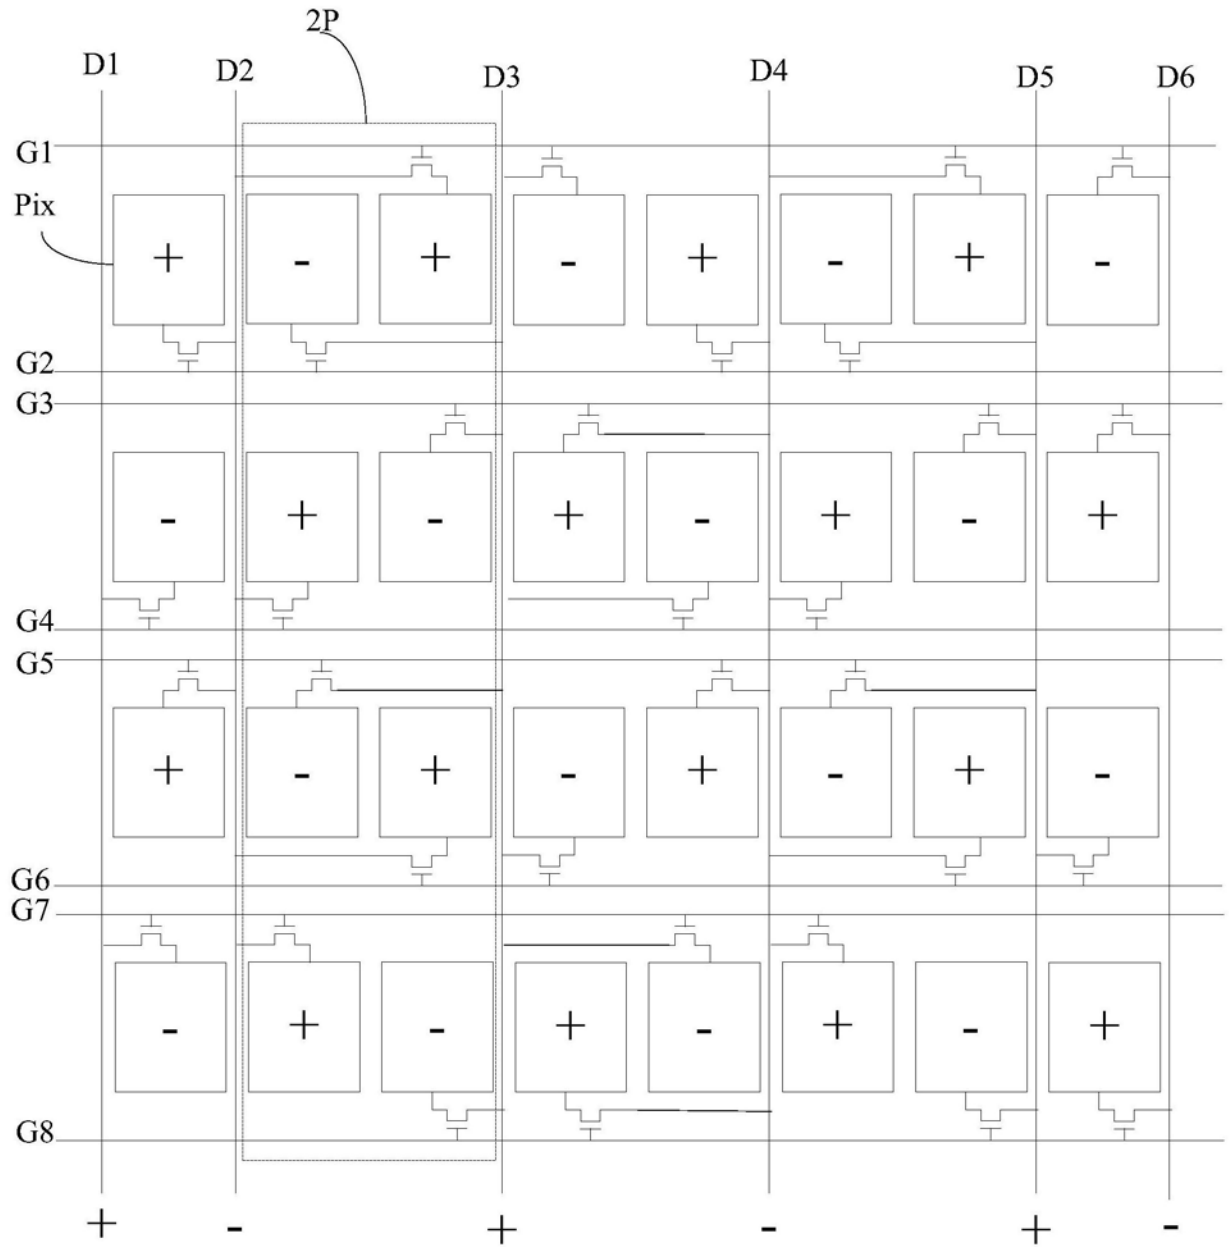 2P
D1 D2 D3 D4 D5 D6
G1
Pix
+ - + - + - + -
G2
G3
- + - + - + - +
G4
G5
+ - + - + - + -
G6
G7
- + - + - + - +
G8
+ - + - + -